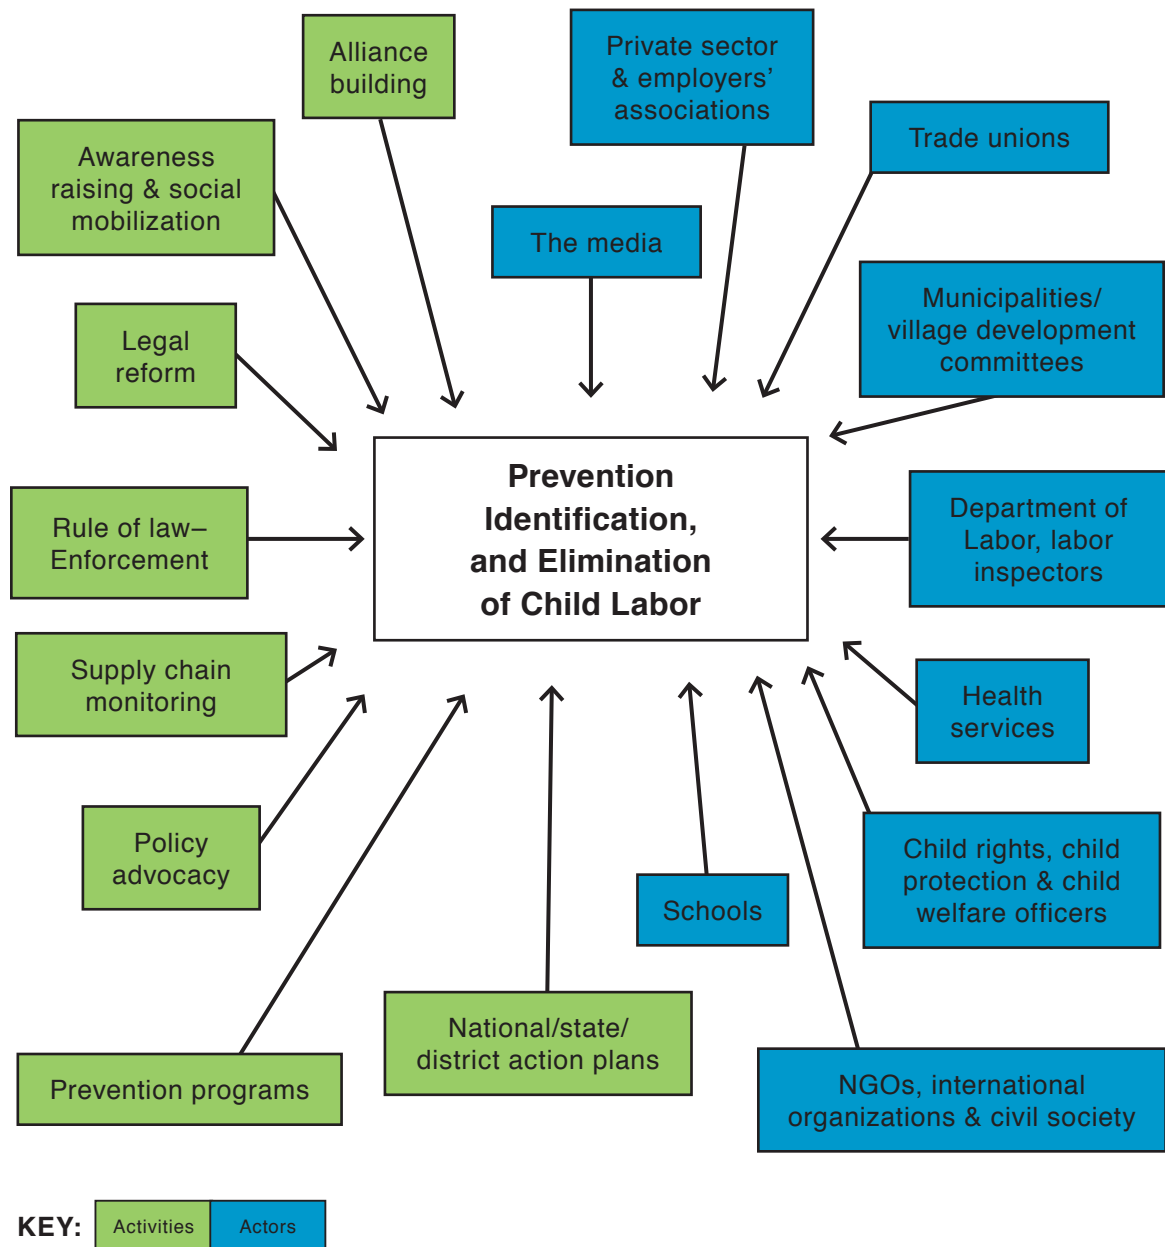 Alliance
building
Private sector
& employers’
associations
Trade unions
Awareness
raising & social
mobilization
The media
Municipalities/
village development
committees
Legal
reform
Prevention
Identification,
and Elimination
of Child Labor
Rule of law–
Enforcement
Department of
Labor, labor
inspectors
Supply chain
monitoring
Health
services
Policy
advocacy
Schools
Child rights, child
protection & child
welfare officers
Prevention programs
National/state/
district action plans
NGOs, international
organizations & civil society
KEY:
Activities
Actors